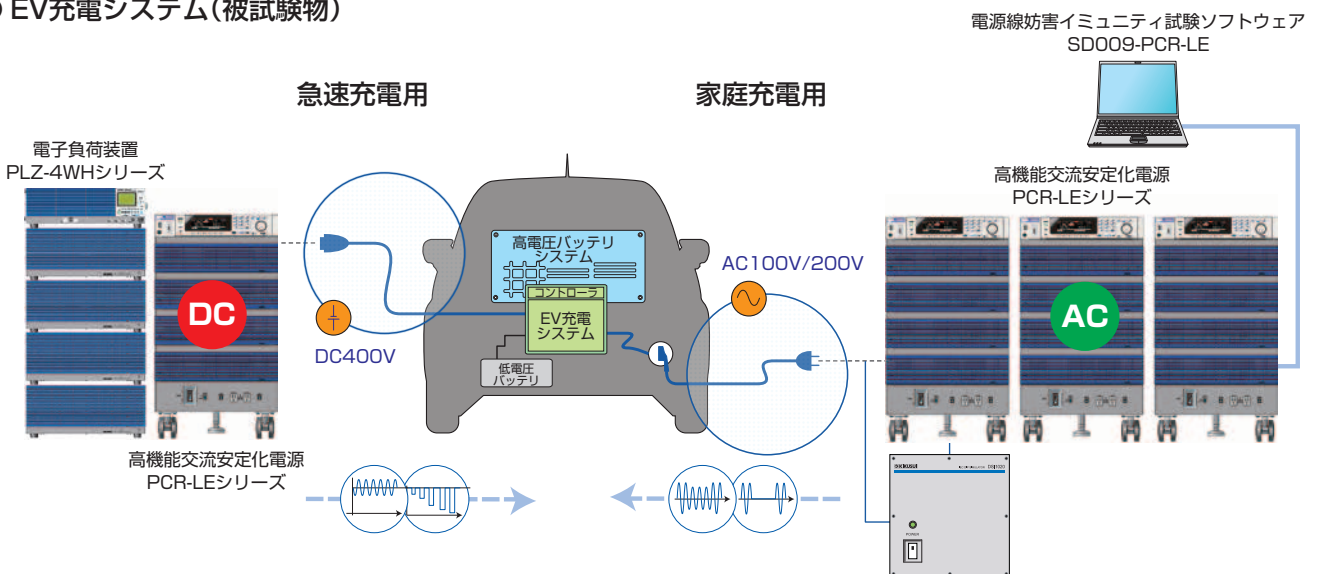 EV充電システム（被試験物）
電源線妨害イミュニティ試験ソフトウェア
SD009-PCR-LE
急速充電用
家庭充電用
電子負荷装置
PLZ-4WHシリーズ
高機能交流安定化電源
PCR-LEシリーズ
高電圧バッテリ
システム
AC100V/200V
コントローラ
EV充電
システム
DC
AC
DC400V
低電圧
バッテリ
高機能交流安定化電源
PCR-LEシリーズ
KIKUSUI
DSI1020
POWER